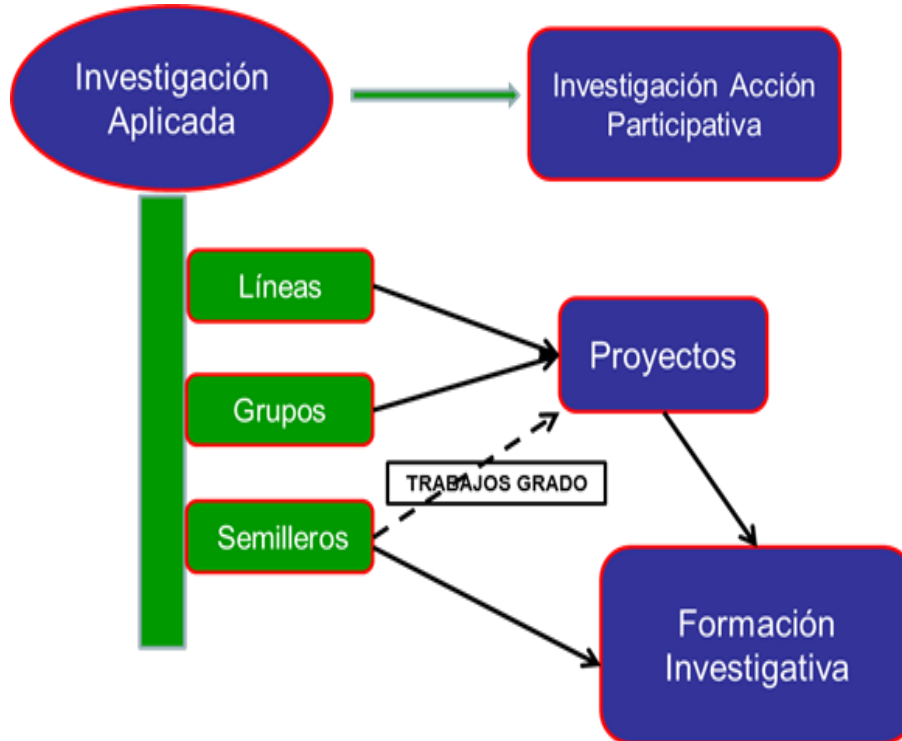 Investigación
Aplicada
Investigación Acción
Participativa
Líneas
Proyectos
Grupos
TRABAJOS GRADO
Semilleros
Formación
Investigativa